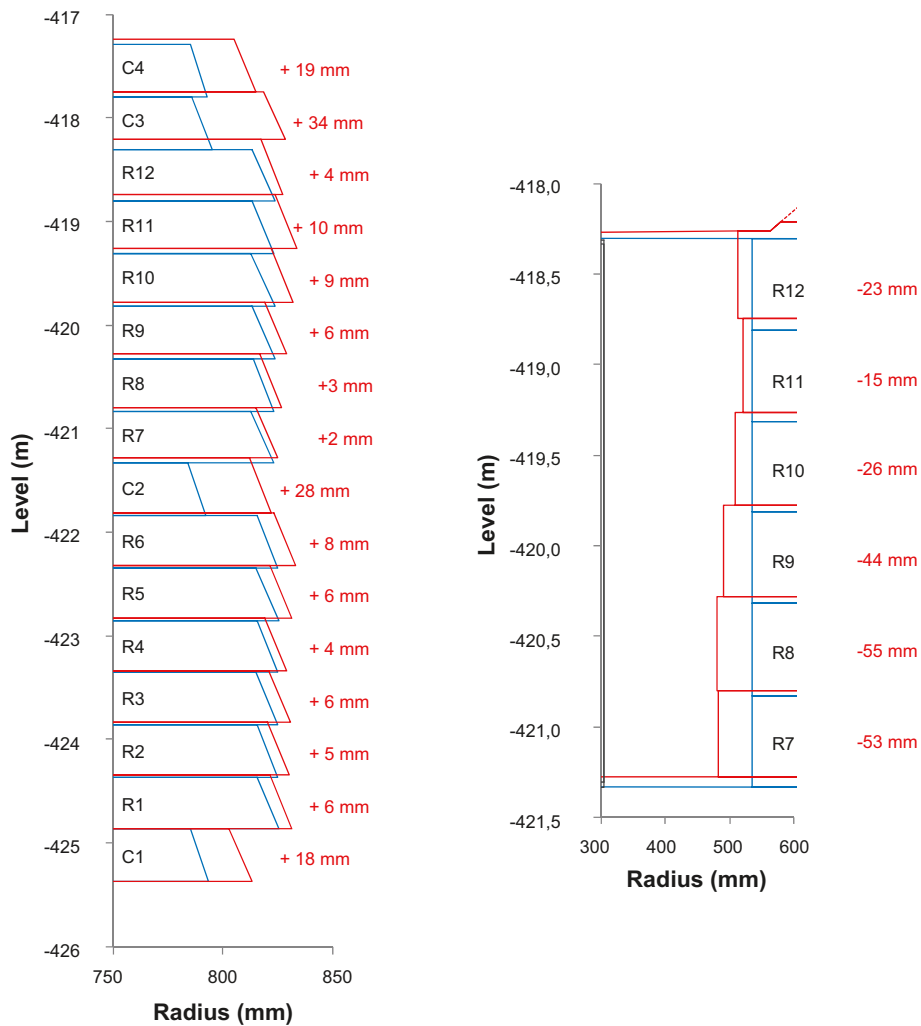 -417
C4
+ 19 mm
-418
C3
+ 34 mm
R12
+ 4 mm
-419
R11
+ 10 mm
R10
+ 9 mm
-420
R9
+ 6 mm
R8
+3 mm
-421
R7
+2 mm
C2
+ 28 mm
-422
R6
+ 8 mm
R5
+ 6 mm
-423
R4
+ 4 mm
R3
+ 6 mm
-424
R2
+ 5 mm
R1
+ 6 mm
-425
C1
+ 18 mm
-426
750 800 850
Level (m)
Radius (mm)
-418,0
R12
-23 mm
-418,5
-419,0
R11
-15 mm
-419,5
R10
-26 mm
-420,0
R9
-44 mm
-420,5
R8
-55 mm
-421,0
R7
-53 mm
-421,5
300 400 500 600
Level (m)
Radius (mm)